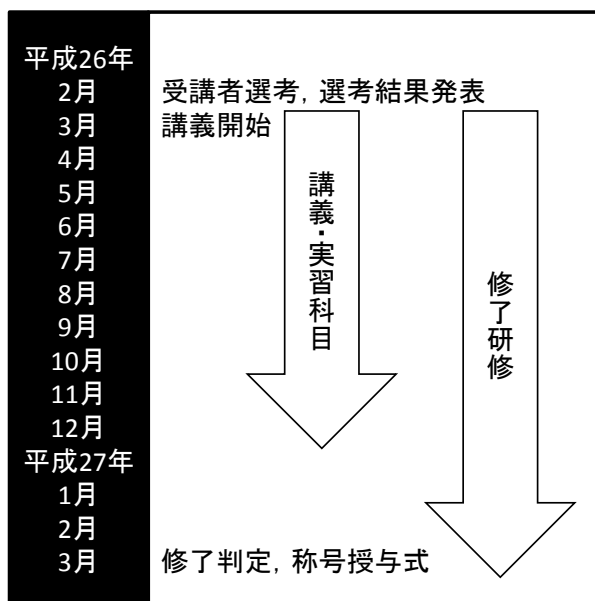 平成26年
2月 受講者選考，選考結果発表
3月 講義開始
4月
5月
6月
7月
8月
9月
10月
11月
12月
平成27年
1月
2月
3月 修了判定，称号授与式
講義・実習科目
修了研修